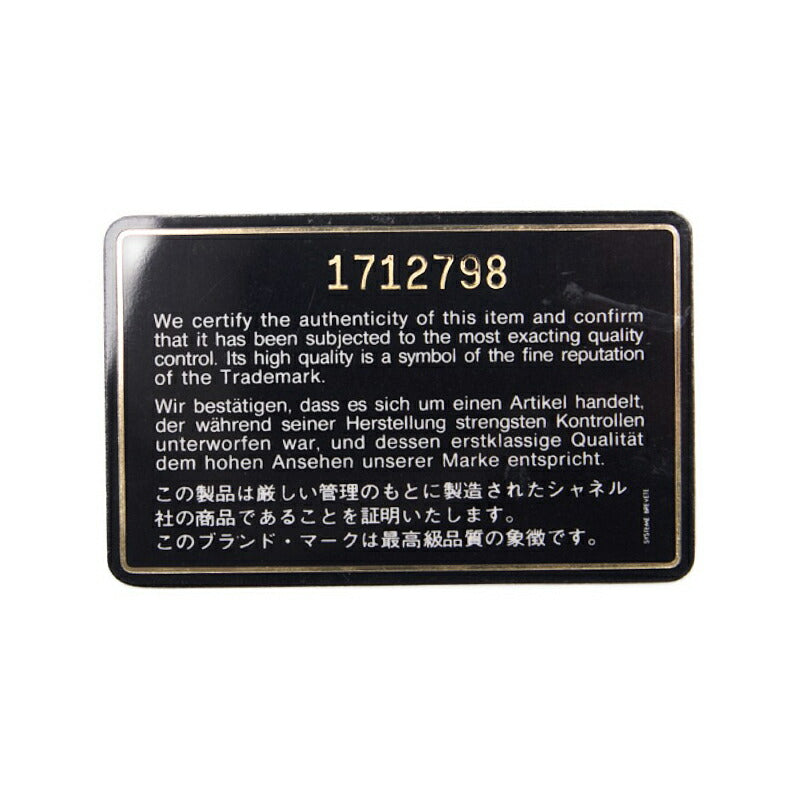 1712798
We certify the authenticity of this item and confirm
that it has been subjected to the most exacting quality
control. Its high quality is a symbol of the fine reputation
of the Trademark.
Wir bestätigen, dass es sich um einen Artikel handelt,
der während seiner Herstellung strengsten Kontrollen
unterworfen war, und dessen erstklassige Qualität
dem hohen Ansehen unserer Marke entspricht.
この製品は厳しい管理のもとに製造されたシャネル
社の商品であることを証明いたします。
このブランド・マークは最高級品質の象徴です。
SYSTEME BREVETE